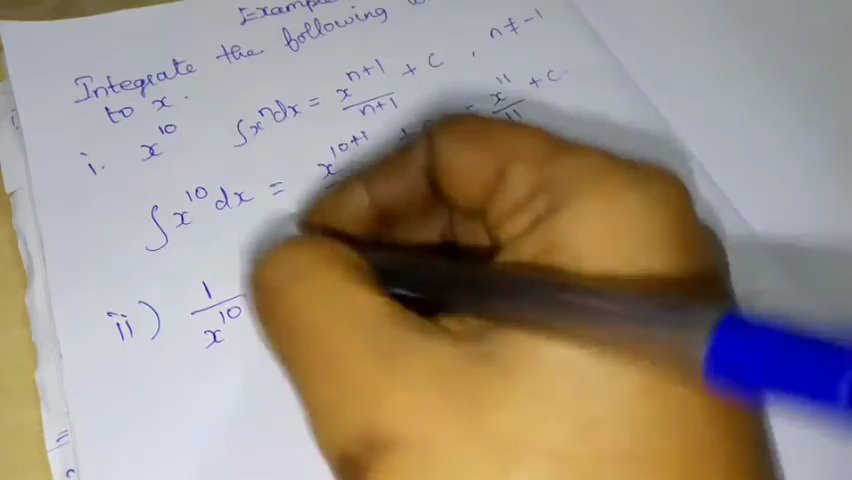 Example
Integrate the following
to x.
i. x^10 ∫x^n dx = x^(n+1)/(n+1) + c , n ≠ -1
∫x^10 dx = x^(10+1) + = x^11/11 + c.
ii) 1/x^10
=